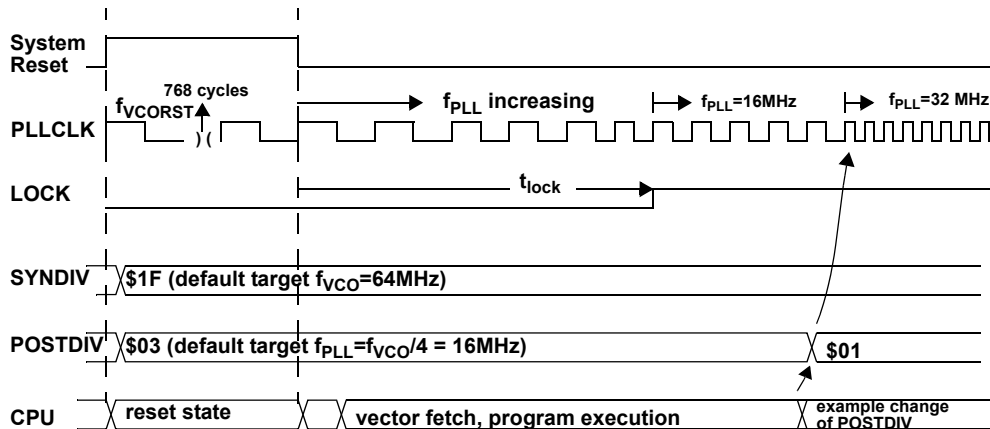 System
Reset
768 cycles
fVCORST
fPLL increasing
fPLL=16MHz
fPLL=32 MHz
PLLCLK
) (
LOCK
tlock
SYNDIV
$1F (default target fVCO=64MHz)
POSTDIV
$03 (default target fPLL=fVCO/4 = 16MHz)
$01
CPU
reset state
vector fetch, program execution
example change
of POSTDIV